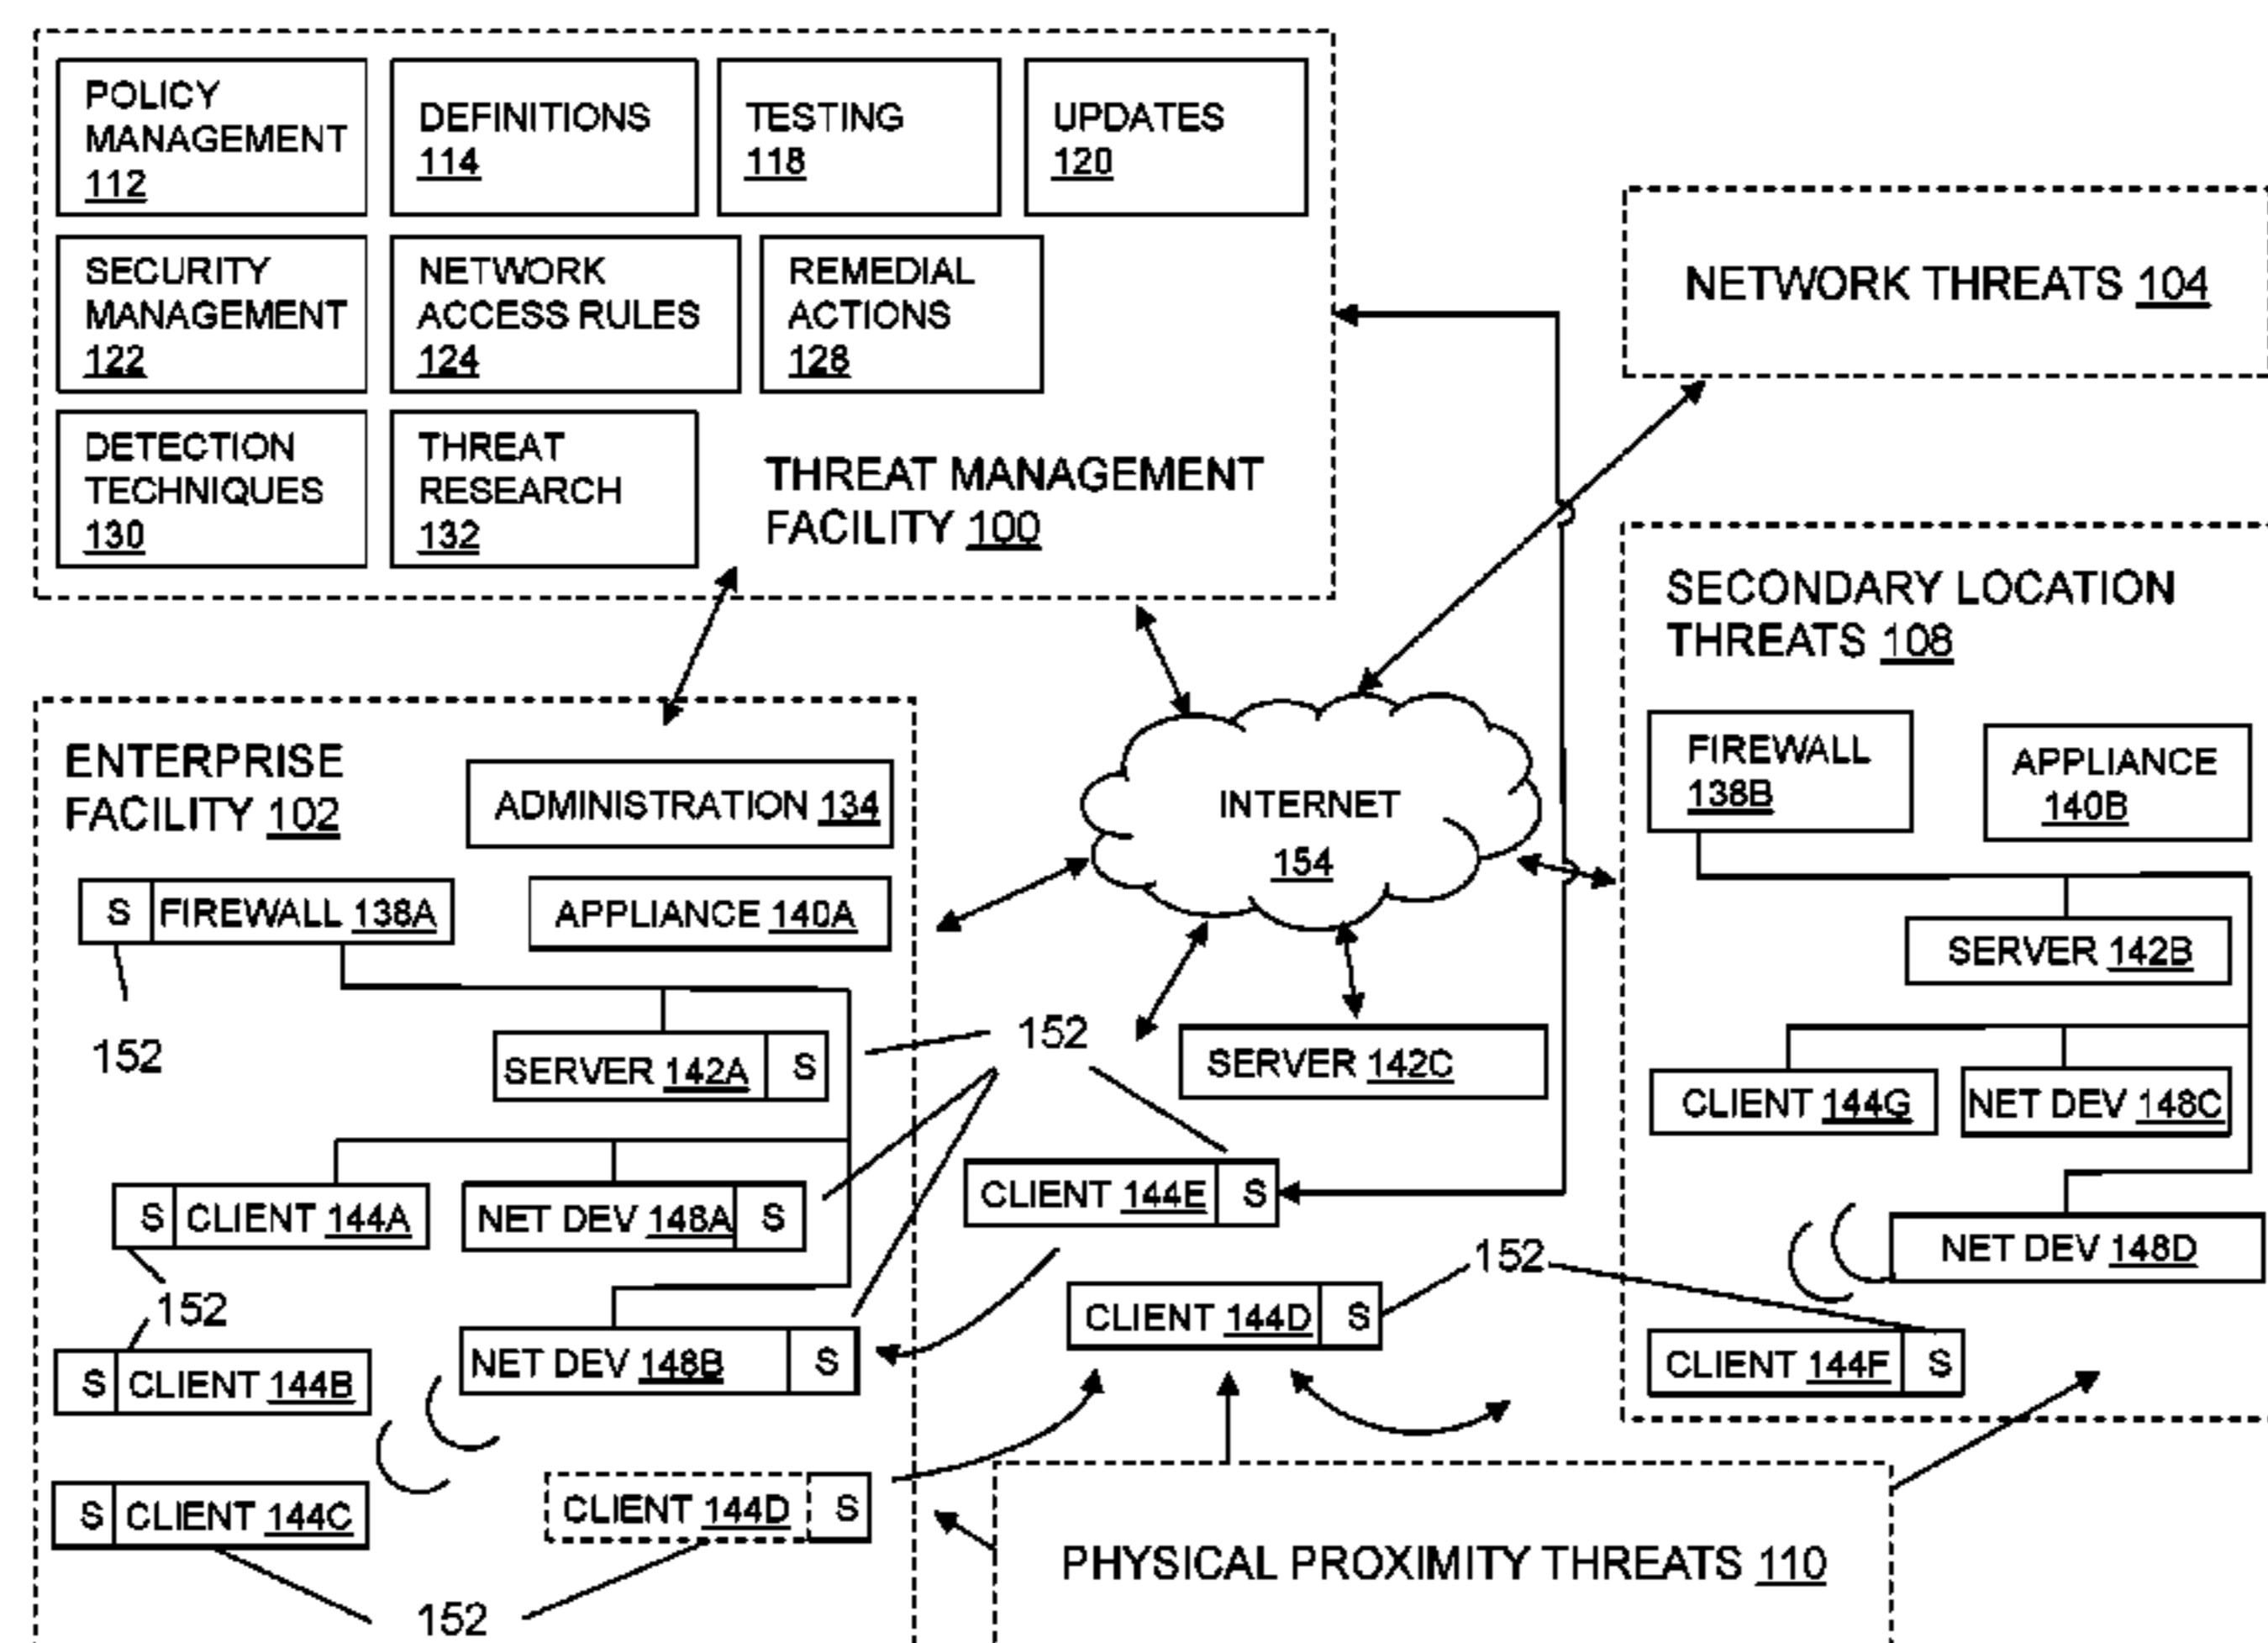 POLICY
MANAGEMENT
112
DEFINITIONS
114
TESTING
118
UPDATES
120
SECURITY
MANAGEMENT
122
NETWORK
ACCESS RULES
124
REMEDIAL
ACTIONS
128
DETECTION
TECHNIQUES
130
THREAT
RESEARCH
132
THREAT MANAGEMENT
FACILITY 100
NETWORK THREATS 104
SECONDARY LOCATION
THREATS 108
FIREWALL
138B
APPLIANCE
140B
SERVER 142B
CLIENT 144G
NET DEV 148C
NET DEV 148D
CLIENT 144F S
INTERNET
154
SERVER 142C
152
CLIENT 144E S
152
CLIENT 144D S
ENTERPRISE
FACILITY 102
ADMINISTRATION 134
S FIREWALL 138A
APPLIANCE 140A
152
SERVER 142A S
S CLIENT 144A
NET DEV 148A S
152
S CLIENT 144B
NET DEV 148B S
S CLIENT 144C
CLIENT 144D S
152
PHYSICAL PROXIMITY THREATS 110